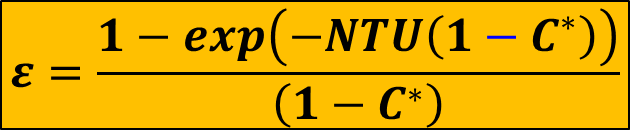 ε = 1 − exp(−NTU(1 − C*)) / (1 − C*)